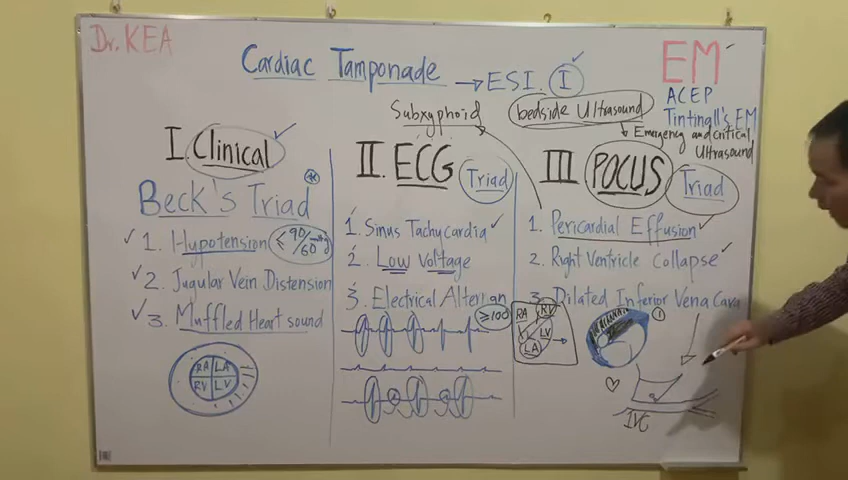 Dr. KEA
Cardiac Tamponade → ESI. I
EM
ACEP
Tintinall's EM
Emergency and Critical
Ultrasound
bedside Ultrasound
Subxyphoid
I. Clinical
Beck's Triad
1. Hypotension ≤ 90/60 mmHg
2. Jugular Vein Distension
3. Muffled Heart sound
RA LA
RV LV
II. ECG Triad
1. Sinus Tachycardia
2. Low Voltage
3. Electrical Alternan
≥100
III POCUS Triad
1. Pericardial Effusion
2. Right Ventricle Collapse
3. Dilated Inferior Vena Cava
RA RV
LV
LA
1
IVC